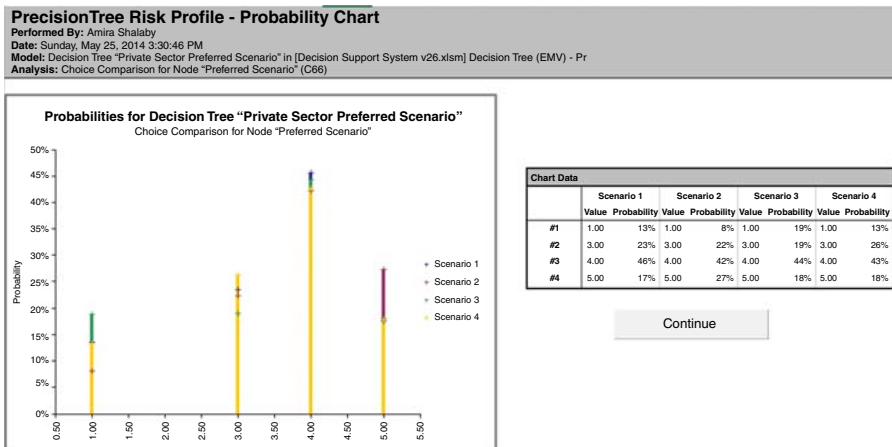 PrecisionTree Risk Profile - Probability Chart
Performed By: Amira Shalaby
Date: Sunday, May 25, 2014 3:30:46 PM
Model: Decision Tree “Private Sector Preferred Scenario” in [Decision Support System v26.xlsm] Decision Tree (EMV) - Pr
Analysis: Choice Comparison for Node “Preferred Scenario” (C66)
Probabilities for Decision Tree “Private Sector Preferred Scenario”
Choice Comparison for Node “Preferred Scenario”
50%
45%
40%
35%
30%
25%
20%
15%
10%
5%
0%
Probability
0.50 1.00 1.50 2.00 2.50 3.00 3.50 4.00 4.50 5.00 5.50
Scenario 1
Scenario 2
Scenario 3
Scenario 4
Chart Data
Scenario 1 Scenario 2 Scenario 3 Scenario 4
Value Probability Value Probability Value Probability Value Probability
#1 1.00 13% 1.00 8% 1.00 19% 1.00 13%
#2 3.00 23% 3.00 22% 3.00 19% 3.00 26%
#3 4.00 46% 4.00 42% 4.00 44% 4.00 43%
#4 5.00 17% 5.00 27% 5.00 18% 5.00 18%
Continue